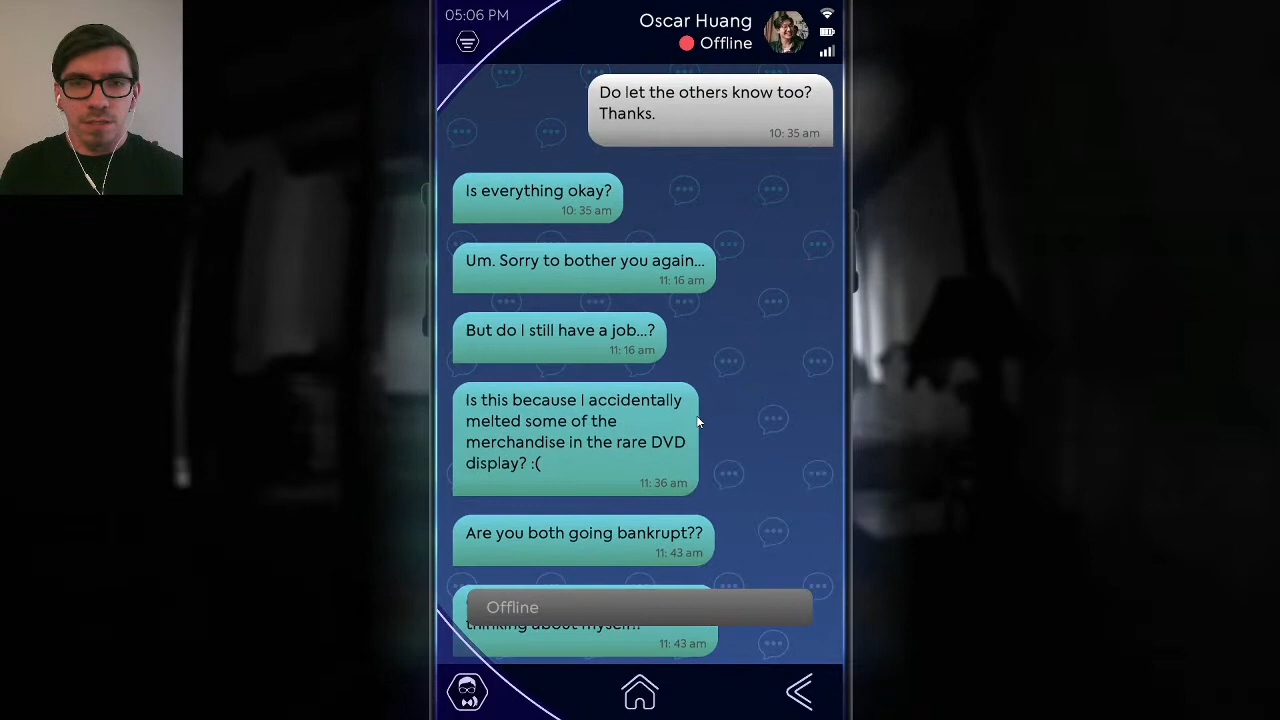 05:06 PM
Oscar Huang
Offline
Do let the others know too?
Thanks.
10: 35 am
Is everything okay?
10: 35 am
Um. Sorry to bother you again...
11: 16 am
But do I still have a job...?
11: 16 am
Is this because I accidentally
melted some of the
merchandise in the rare DVD
display? :(
11: 36 am
Are you both going bankrupt??
11: 43 am
Offline
thinking about myself!!
11: 43 am